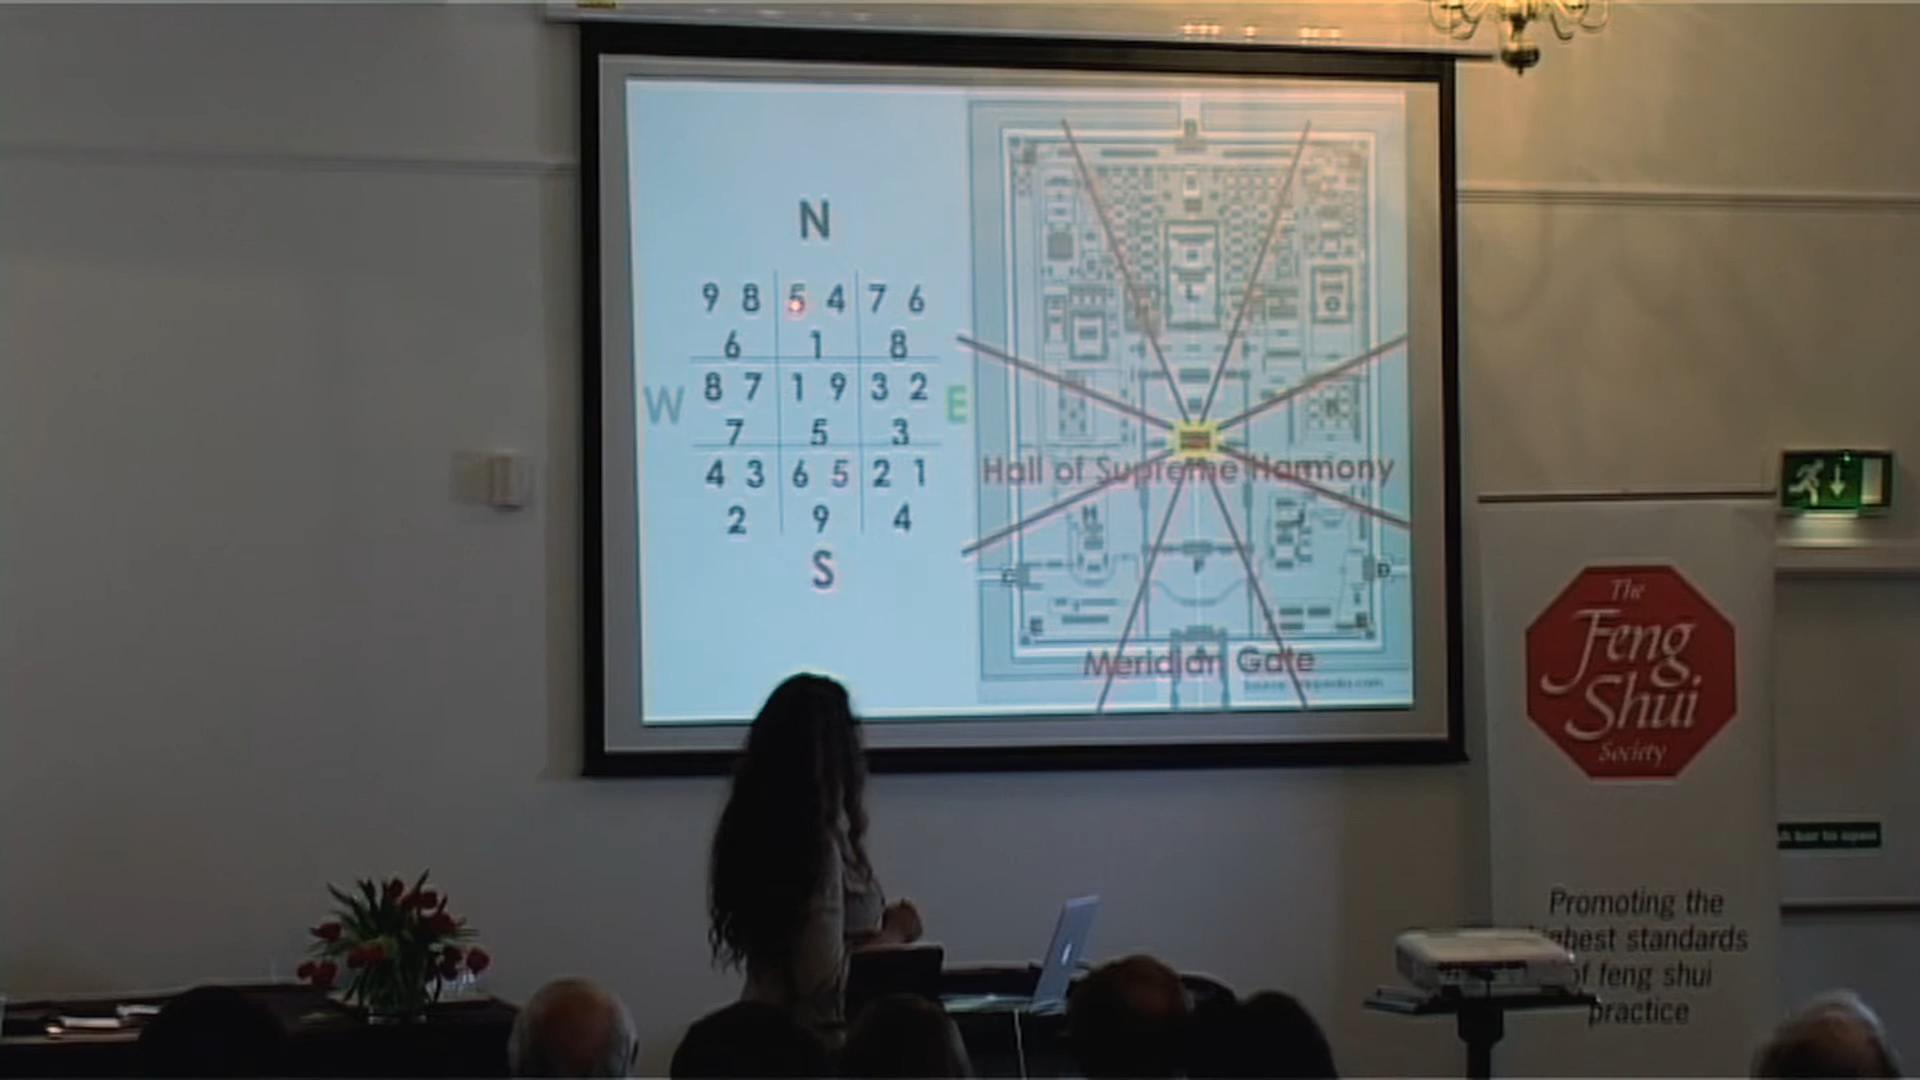 N
9 8 5 4 7 6
6 1 8
W 8 7 1 9 3 2 E
7 5 3
4 3 6 5 2 1
2 9 4
S
Hall of Supreme Harmony
Meridian Gate
The
Feng
Shui
Society
Promoting the
highest standards
of feng shui
practice